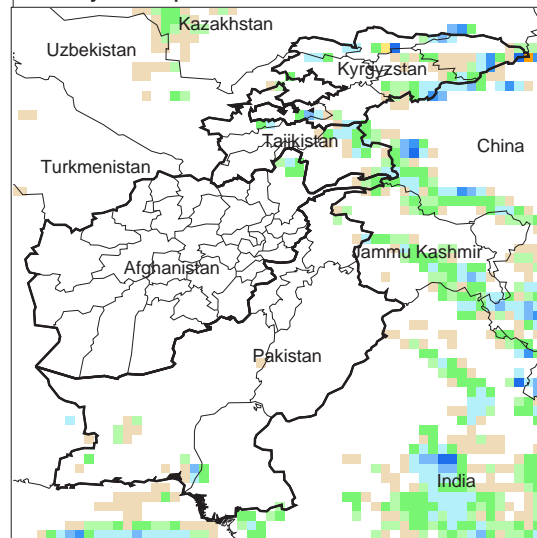 Kazakhstan
Uzbekistan
Kyrgyzstan
Tajikistan
China
Turkmenistan
Jammu Kashmir
Afghanistan
Pakistan
India